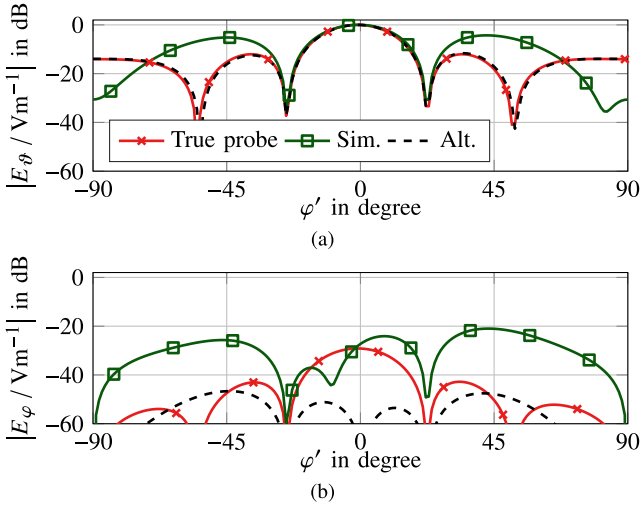 |E_ϑ / Vm⁻¹| in dB
0
−20
−40
−60
True probe Sim. Alt.
−90 −45 0 45 90
φ′ in degree
(a)
|E_φ / Vm⁻¹| in dB
0
−20
−40
−60
−90 −45 0 45 90
φ′ in degree
(b)